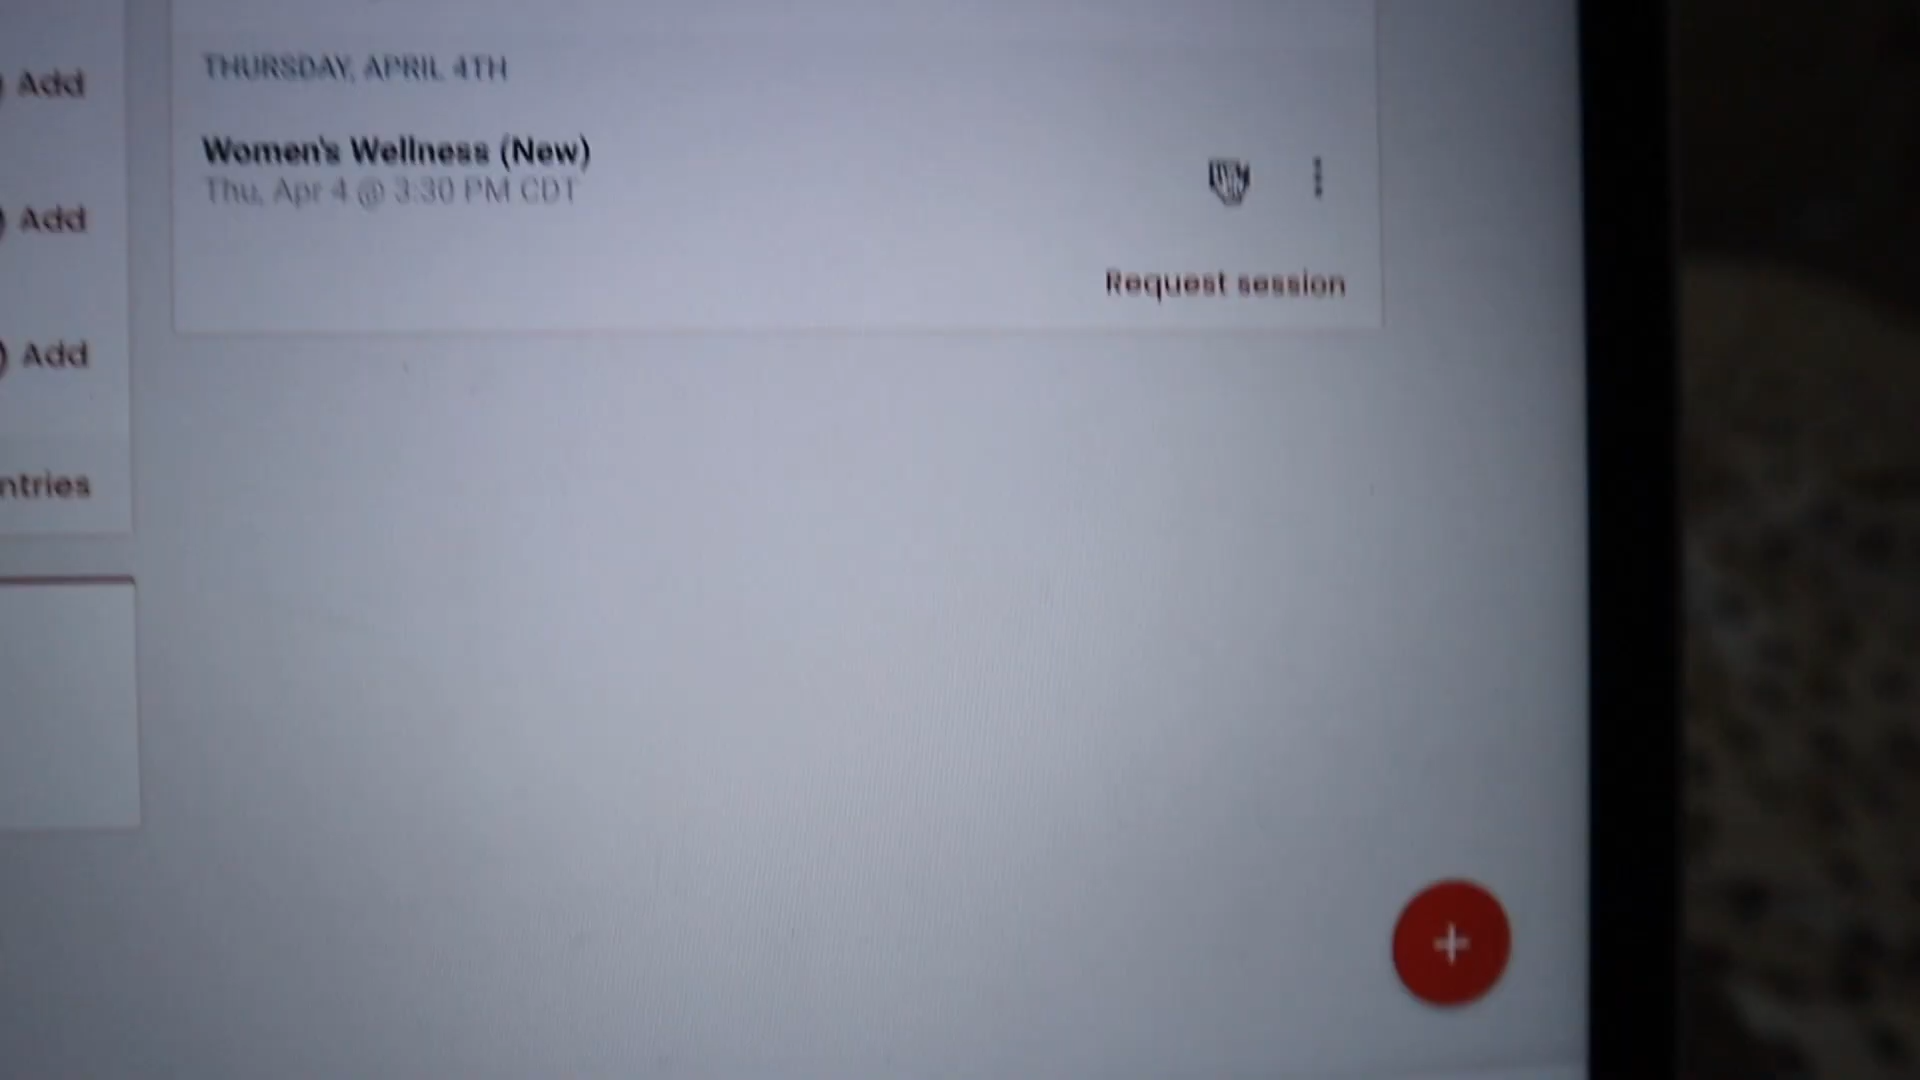 Add
Add
Add
ntries
THURSDAY, APRIL 4TH
Women's Wellness (New)
Thu, Apr 4 @ 3:30 PM CDT
Request session
+